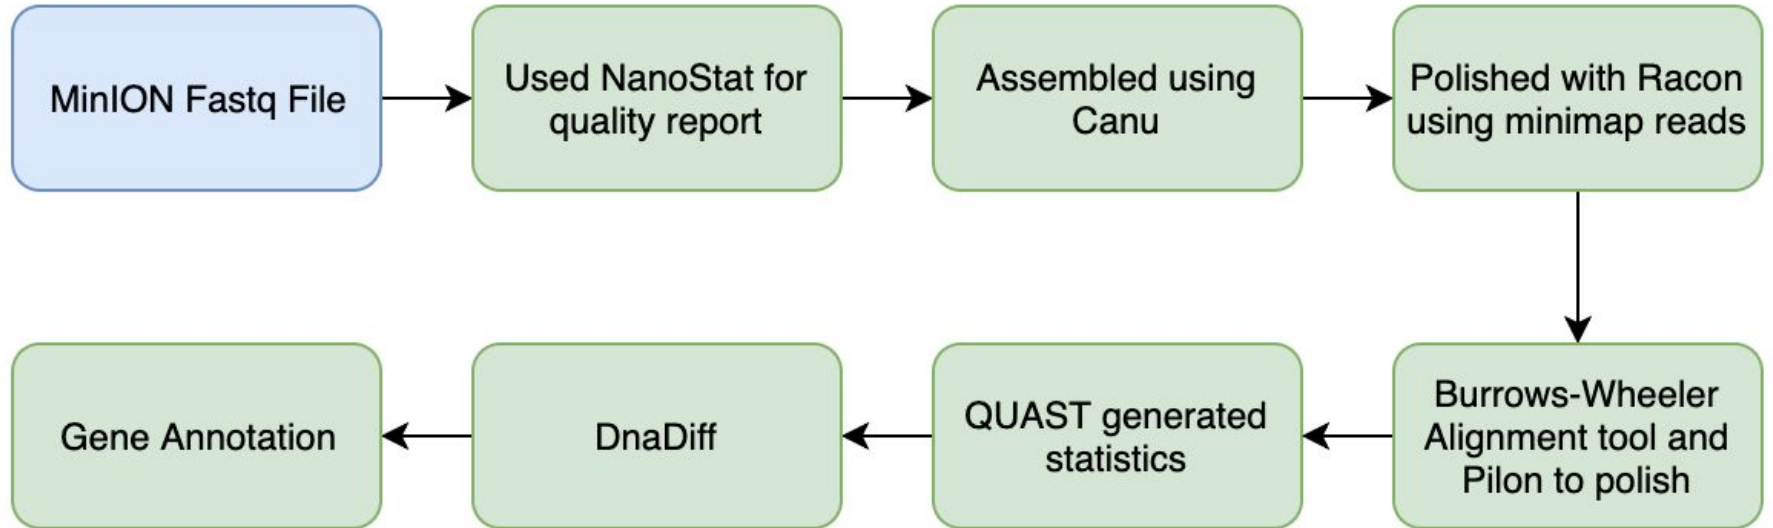 MinION Fastq File
Used NanoStat for
quality report
Assembled using
Canu
Polished with Racon
using minimap reads
Burrows-Wheeler
Alignment tool and
Pilon to polish
QUAST generated
statistics
DnaDiff
Gene Annotation